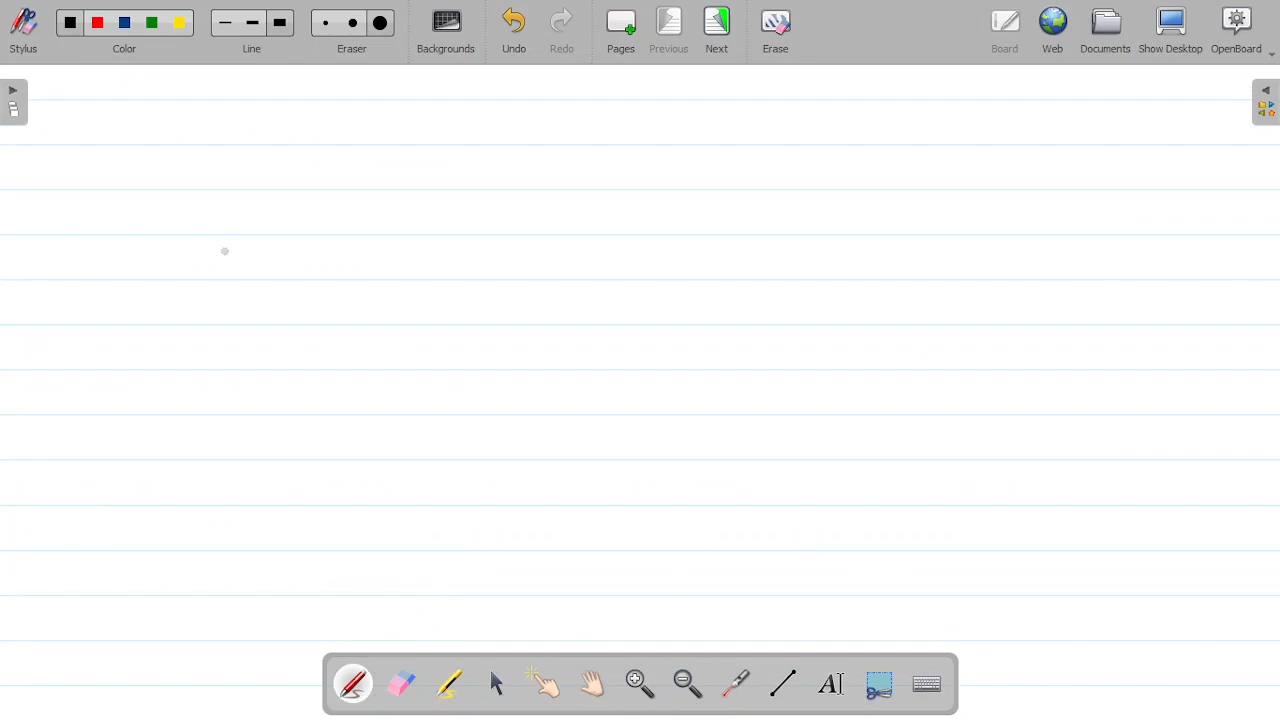 Stylus
Color
Line
Eraser
Backgrounds
Undo
Redo
Pages
Previous
Next
Erase
Board
Web
Documents
Show Desktop
OpenBoard
A